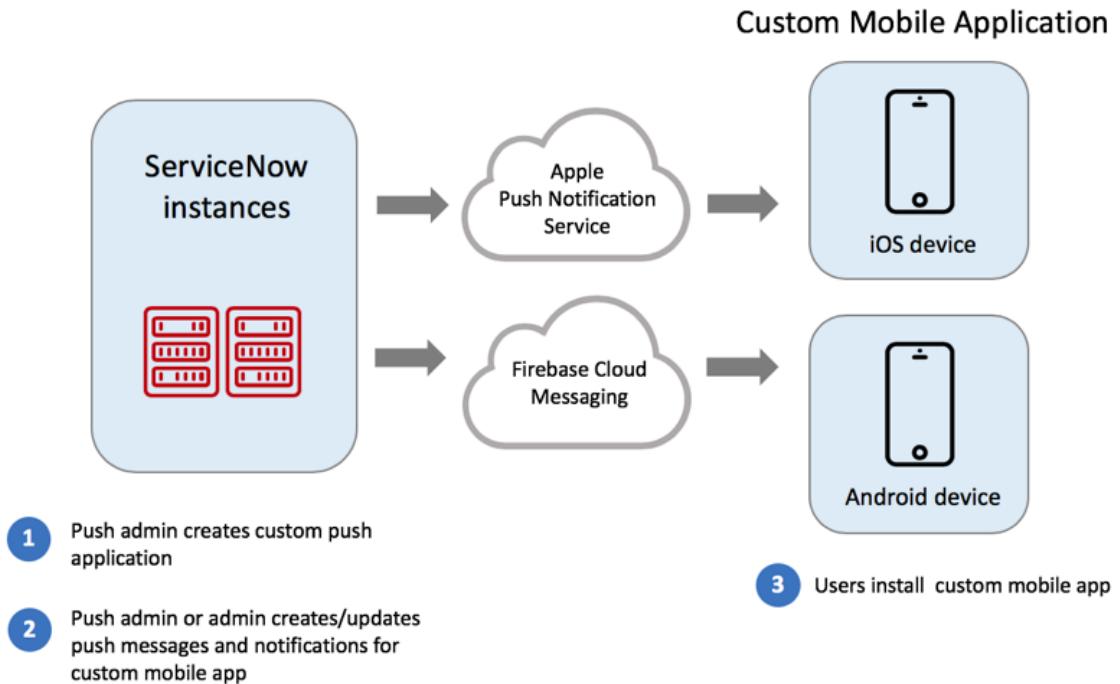 Custom Mobile Application
ServiceNow
instances
Apple
Push Notification
Service
iOS device
Firebase Cloud
Messaging
Android device
1
Push admin creates custom push
application
2
Push admin or admin creates/updates
push messages and notifications for
custom mobile app
3
Users install custom mobile app